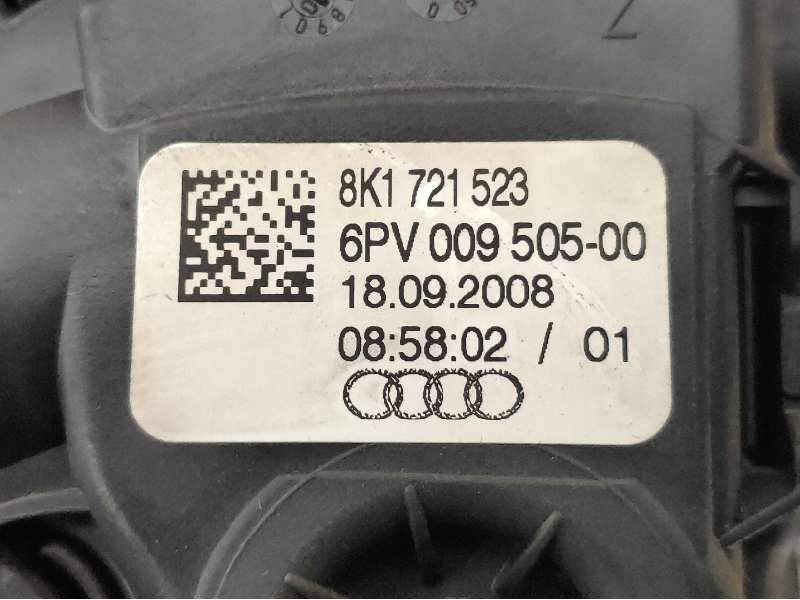 8K1 721 523
6PV 009 505-00
18.09.2008
08:58:02 / 01